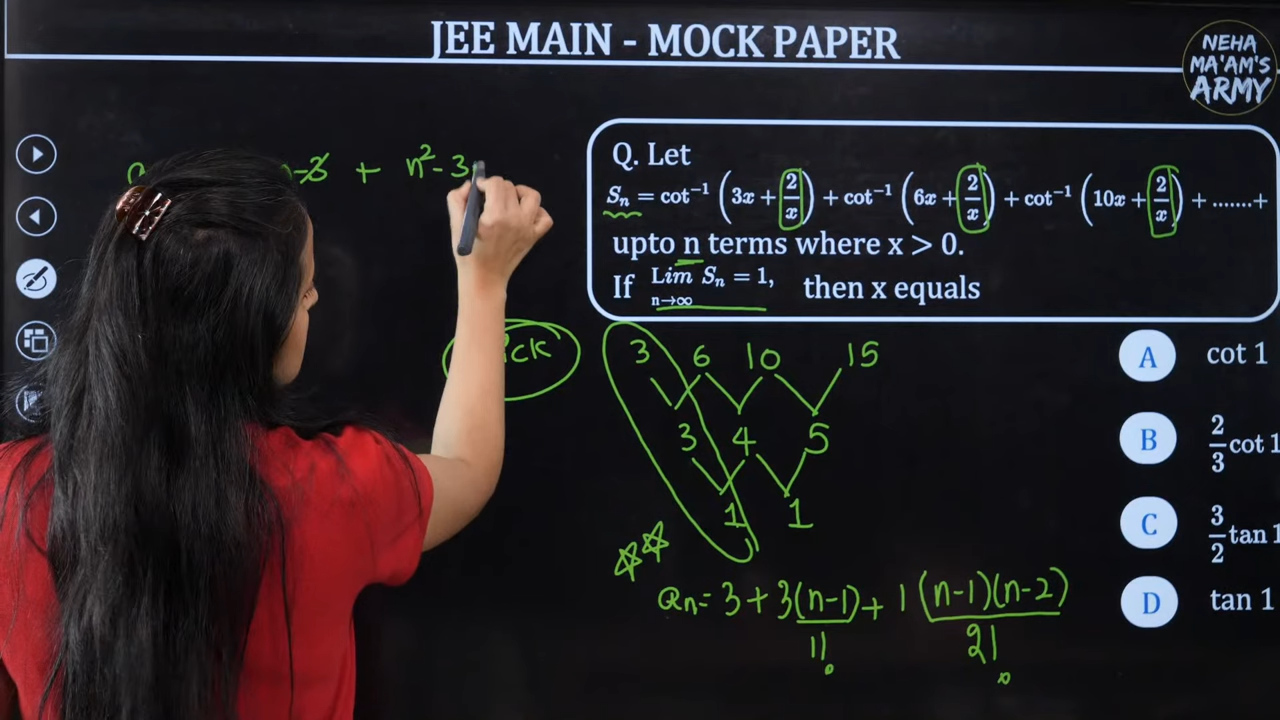 JEE MAIN - MOCK PAPER
NEHA
MA'AM'S
ARMY
-3 + n² - 3
Q. Let
Sₙ = cot⁻¹ (3x + 2/x) + cot⁻¹ (6x + 2/x) + cot⁻¹ (10x + 2/x) + .......+
upto n terms where x > 0.
If Lim n→∞ Sₙ = 1, then x equals
3 6 10 15
3 4 5
1 1
aₙ = 3 + 3(n-1)/1! + 1 (n-1)(n-2)/2!
A cot 1
B 2/3 cot 1
C 3/2 tan 1
D tan 1